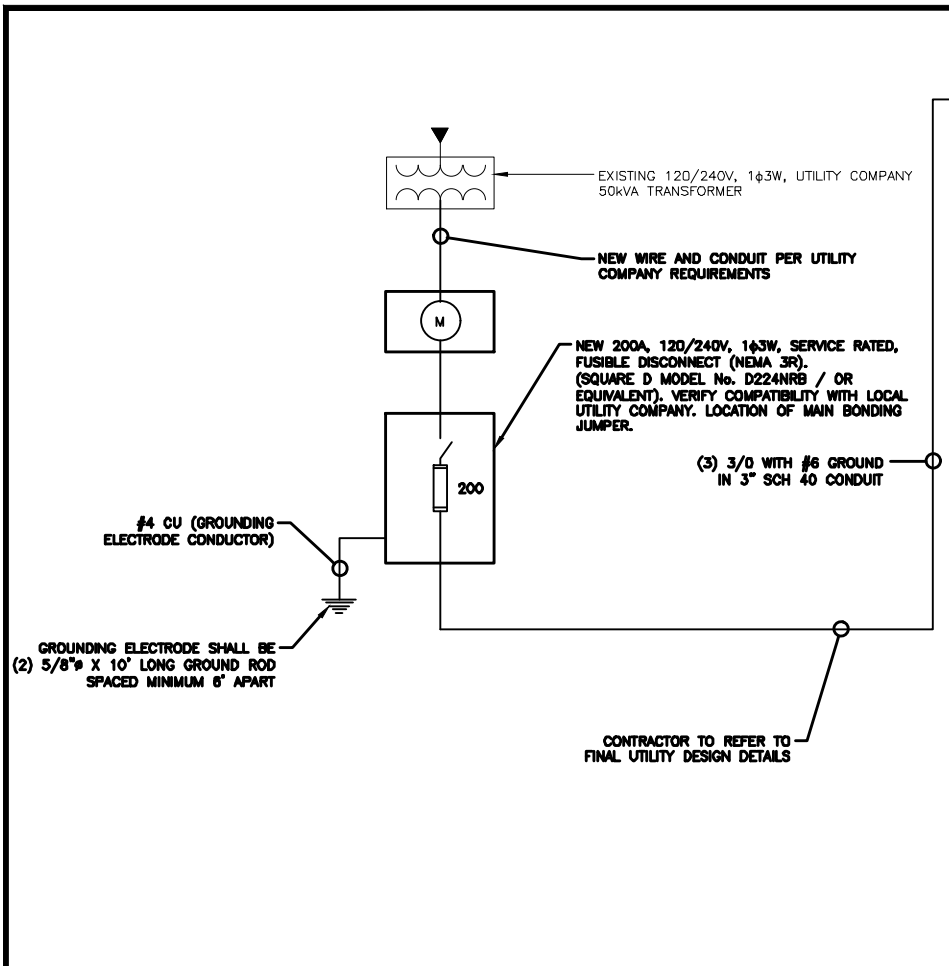 EXISTING 120/240V, 1ϕ3W, UTILITY COMPANY
50kVA TRANSFORMER
NEW WIRE AND CONDUIT PER UTILITY
COMPANY REQUIREMENTS
M
NEW 200A, 120/240V, 1ϕ3W, SERVICE RATED,
FUSIBLE DISCONNECT (NEMA 3R).
(SQUARE D MODEL No. D224NRB / OR
EQUIVALENT). VERIFY COMPATIBILITY WITH LOCAL
UTILITY COMPANY. LOCATION OF MAIN BONDING
JUMPER.
(3) 3/0 WITH #6 GROUND
IN 3" SCH 40 CONDUIT
200
#4 CU (GROUNDING
ELECTRODE CONDUCTOR)
GROUNDING ELECTRODE SHALL BE
(2) 5/8"ø X 10' LONG GROUND ROD
SPACED MINIMUM 6' APART
CONTRACTOR TO REFER TO
FINAL UTILITY DESIGN DETAILS